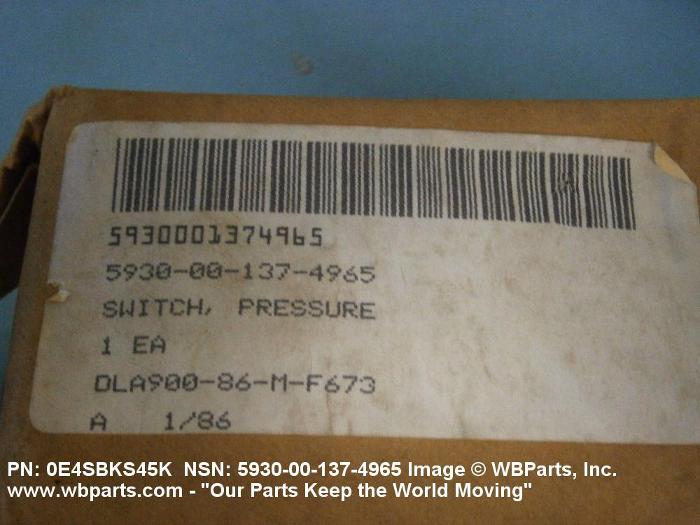 5930001374965
5930-00-137-4965
SWITCH, PRESSURE
1 EA
DLA900-86-M-F673
A 1/86
PN: 0E4SBKS45K NSN: 5930-00-137-4965 Image © WBParts, Inc.
www.wbparts.com - "Our Parts Keep the World Moving"